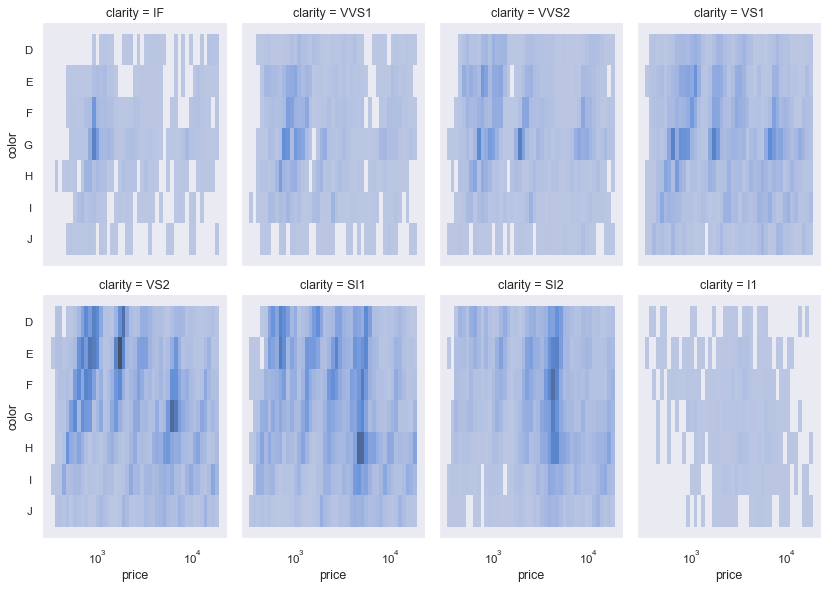 clarity = IF
clarity = VVS1
clarity = VVS2
clarity = VS1
color
D
E
F
G
H
I
J
clarity = VS2
clarity = SI1
clarity = SI2
clarity = I1
color
D
E
F
G
H
I
J
10³ 10⁴
10³ 10⁴
10³ 10⁴
10³ 10⁴
price
price
price
price